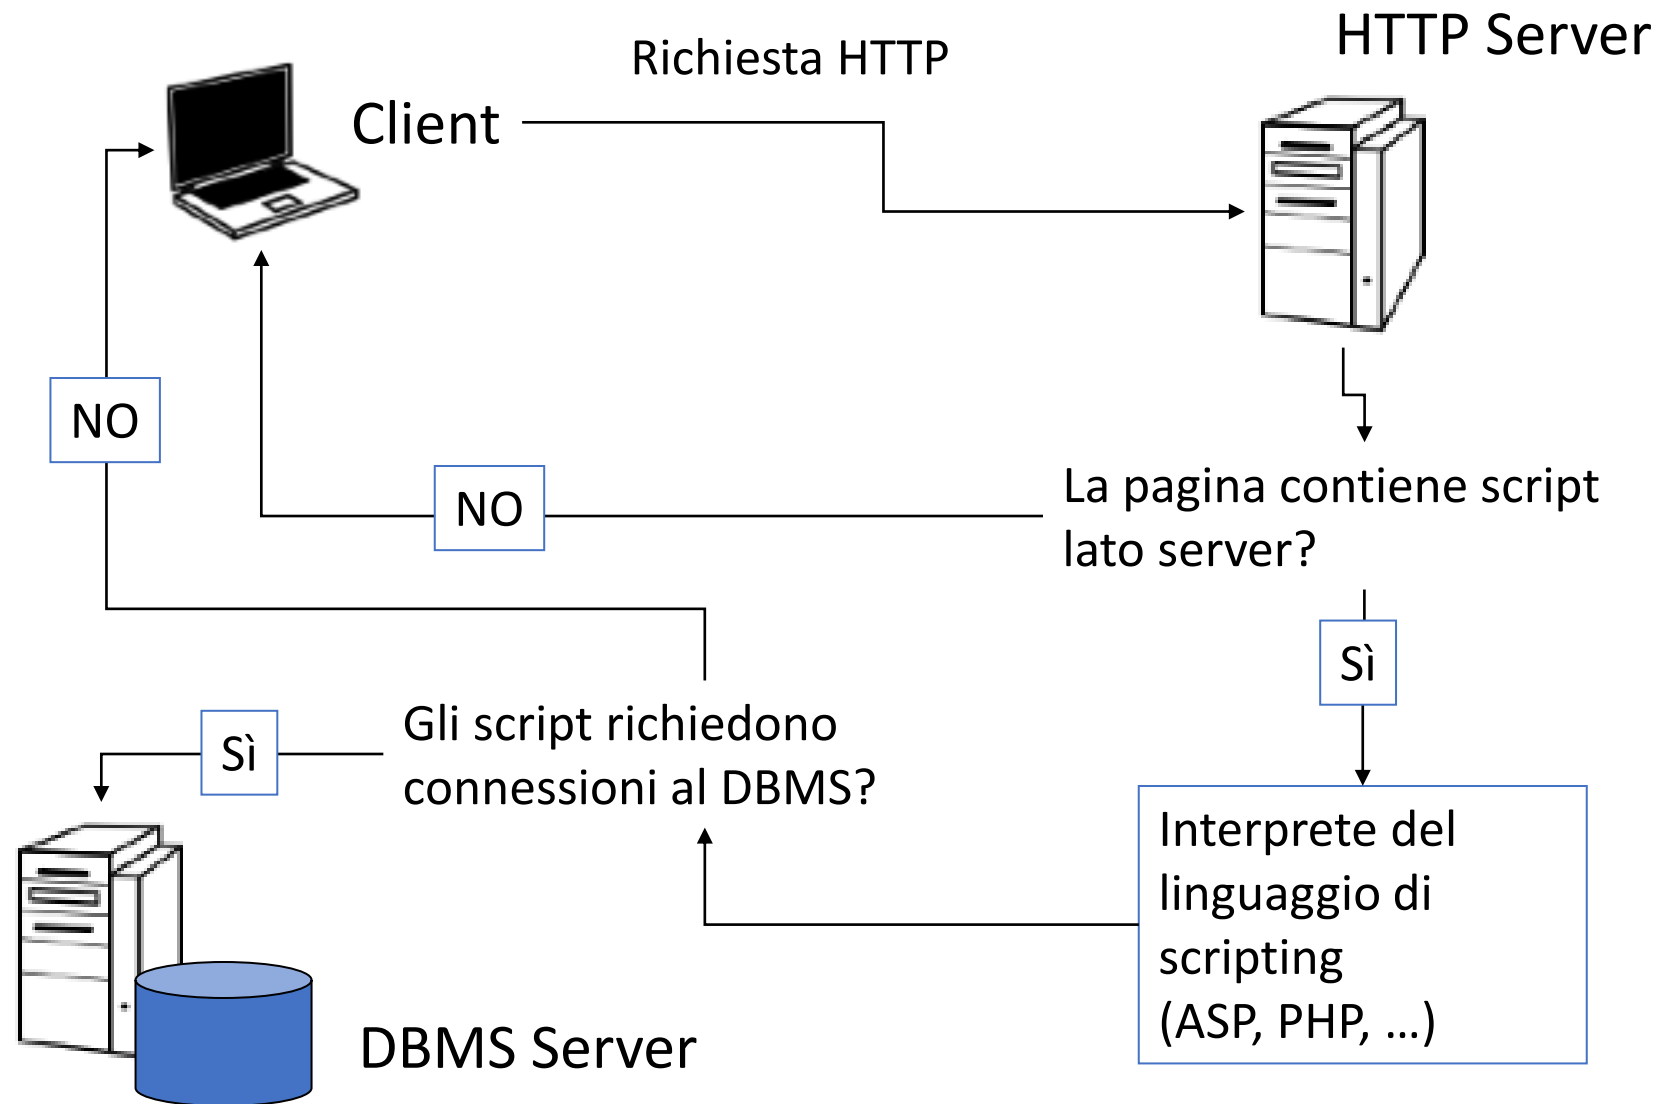 HTTP Server
Richiesta HTTP
Client
NO
NO
La pagina contiene script
lato server?
Sì
Gli script richiedono
connessioni al DBMS?
Sì
Interprete del
linguaggio di
scripting
(ASP, PHP, …)
DBMS Server